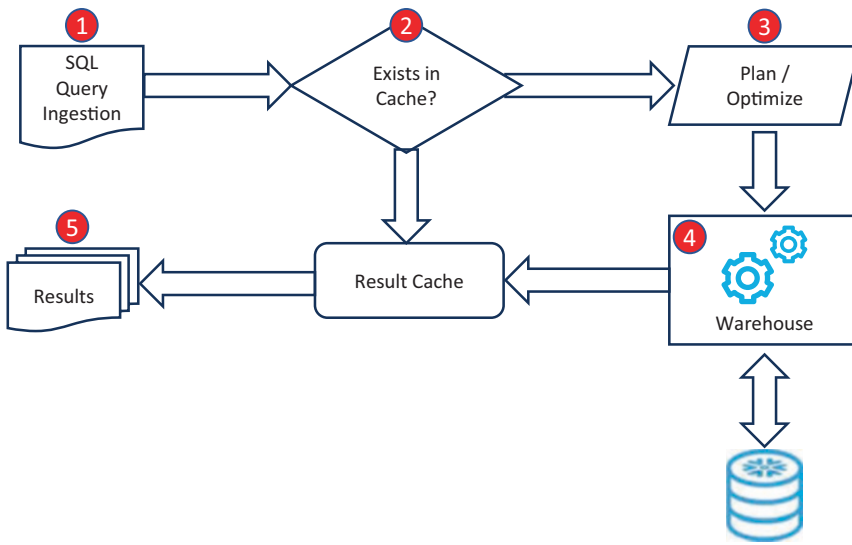 1
SQL
Query
Ingestion
2
Exists in
Cache?
3
Plan /
Optimize
4
Warehouse
Result Cache
5
Results